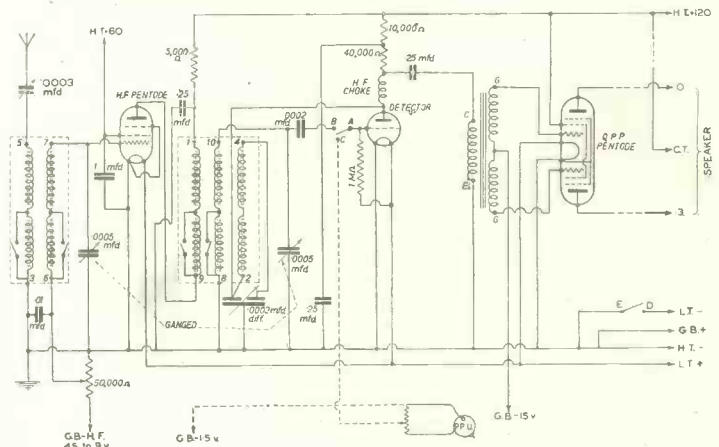 H.T.+60
H.T.+120
.0003
mfd
5,000
Ω
10,000Ω
40,000Ω
.25 mfd
H.F. PENTODE
.25
mfd
H.F.
CHOKE
DETECTOR
.0002
mfd
B
A
C
1 MΩ
5
7
1
mfd
1
10
4
.0005
mfd
.0005
mfd
3
6
9
8
2
.0003 mfd
diff.
.25
mfd
.01
mfd
GANGED
50,000Ω
G.B-H.F.
4.5 to 9 v.
G.B-1.5 v.
P.P.U.
C
G
G
Q.P.P.
PENTODE
G.B-15 v.
O
C.T.
3
SPEAKER
E
D
L.T. -
G.B.+
H.T. -
L.T. +